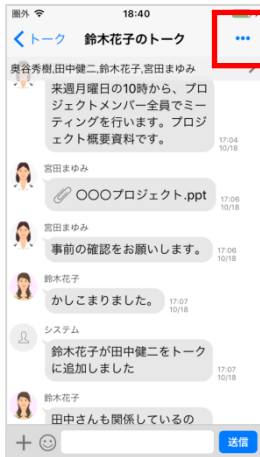 圏外 18:40
トーク 鈴木花子のトーク
奥谷秀樹,田中健二,鈴木花子,宮田まゆみ
来週月曜日の10時から、プロ
ジェクトメンバー全員でミー
ティングを行います。プロジ
ェクト概要資料です。
17:04
10/18
宮田まゆみ
〇〇〇プロジェクト.ppt
17:06
10/18
宮田まゆみ
事前の確認をお願いします。
17:06
10/18
鈴木花子
かしこまりました。
17:07
10/18
システム
鈴木花子が田中健二をトーク
に追加しました
17:07
10/18
鈴木花子
田中さんも関係しているの
送信